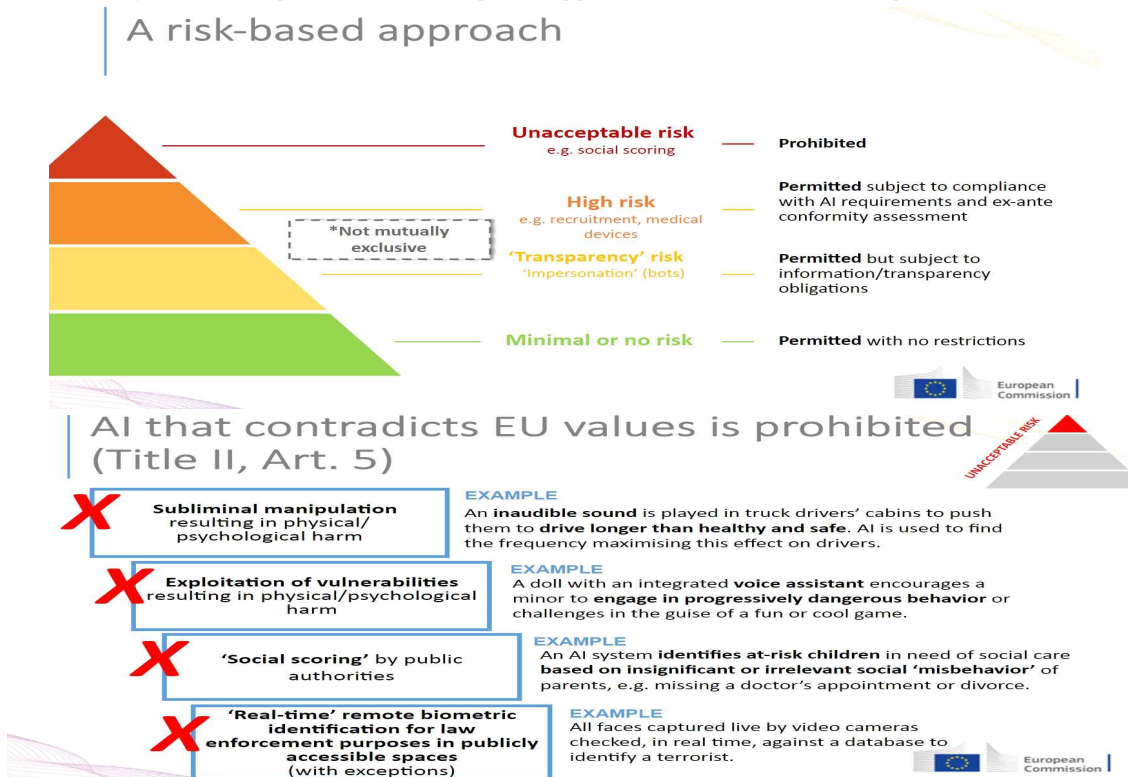 A risk-based approach
Unacceptable risk
e.g. social scoring
Prohibited
High risk
e.g. recruitment, medical
devices
Permitted subject to compliance
with AI requirements and ex-ante
conformity assessment
*Not mutually
exclusive
‘Transparency’ risk
‘Impersonation’ (bots)
Permitted but subject to
information/transparency
obligations
Minimal or no risk
Permitted with no restrictions
European
Commission
AI that contradicts EU values is prohibited
(Title II, Art. 5)
UNACCEPTABLE RISK
X
Subliminal manipulation
resulting in physical/
psychological harm
EXAMPLE
An inaudible sound is played in truck drivers’ cabins to push
them to drive longer than healthy and safe. AI is used to find
the frequency maximising this effect on drivers.
X
Exploitation of vulnerabilities
resulting in physical/psychological
harm
EXAMPLE
A doll with an integrated voice assistant encourages a
minor to engage in progressively dangerous behavior or
challenges in the guise of a fun or cool game.
X
‘Social scoring’ by public
authorities
EXAMPLE
An AI system identifies at-risk children in need of social care
based on insignificant or irrelevant social ‘misbehavior’ of
parents, e.g. missing a doctor’s appointment or divorce.
X
‘Real-time’ remote biometric
identification for law
enforcement purposes in publicly
accessible spaces
(with exceptions)
EXAMPLE
All faces captured live by video cameras
checked, in real time, against a database to
identify a terrorist.
European
Commission